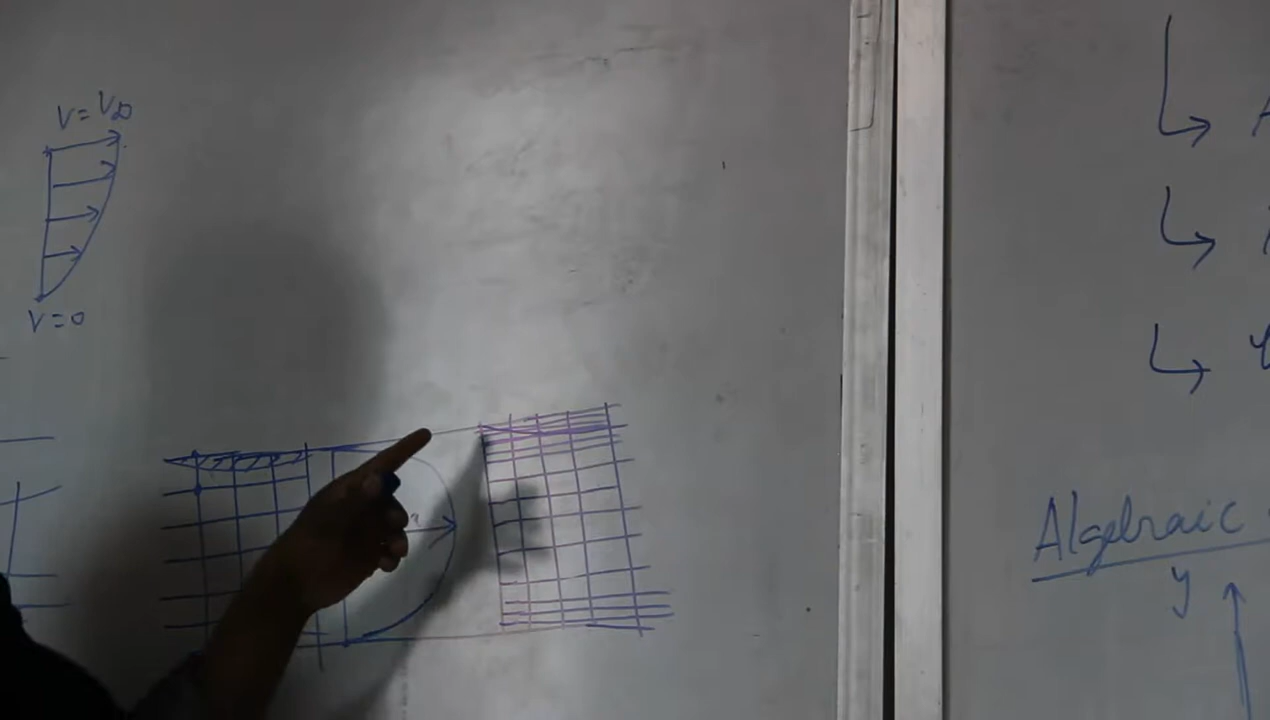 V = V∞
V = 0
Algebraic
y